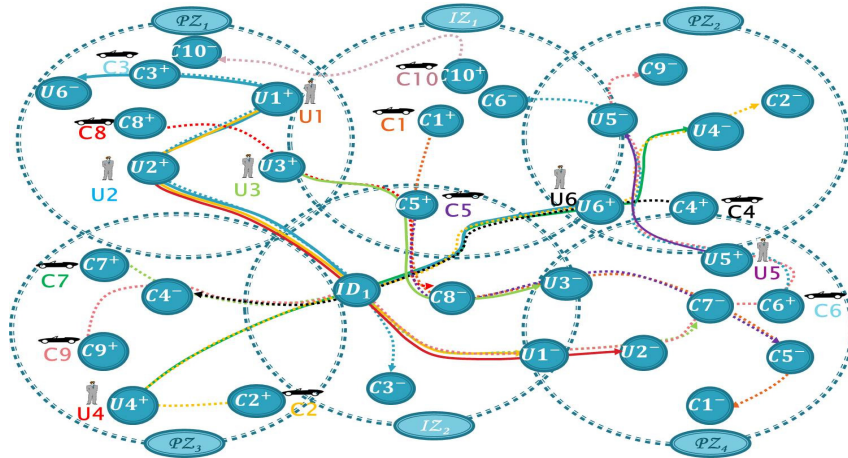 PZ₁
IZ₁
PZ₂
C10⁻
C3
C3⁺
U6⁻
U1⁺
U1
C10⁺
C10
C6⁻
C9⁻
C2⁻
C8⁺
C8
C1
C1⁺
U5⁻
U4⁻
U2⁺
U2
U3
U3⁺
C5⁺
C5
U6
U6⁺
C4⁺
C4
C7⁺
C7
C4⁻
ID₁
C8⁻
U3⁻
U5⁺
U5
C7⁻
C6⁺
C6
C9⁺
C9
U1⁻
U2⁻
C5⁻
C3⁻
U4⁺
U4
C2⁺
C2
C1⁻
PZ₃
IZ₂
PZ₄